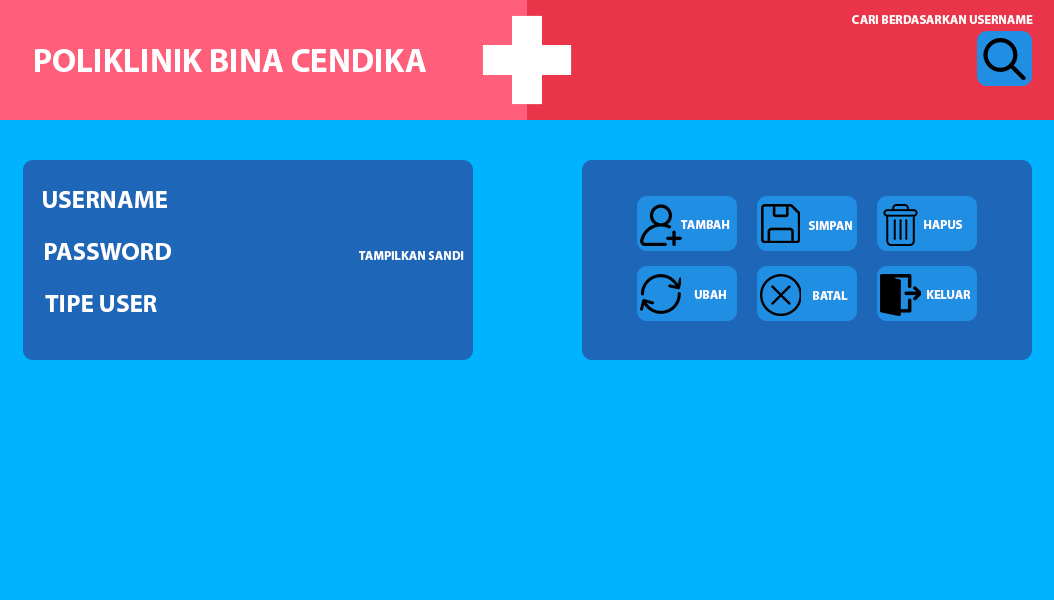 CARI BERDASARKAN USERNAME
POLIKLINIK BINA CENDIKA
USERNAME
PASSWORD
TAMPILKAN SANDI
TIPE USER
TAMBAH
SIMPAN
HAPUS
UBAH
BATAL
KELUAR